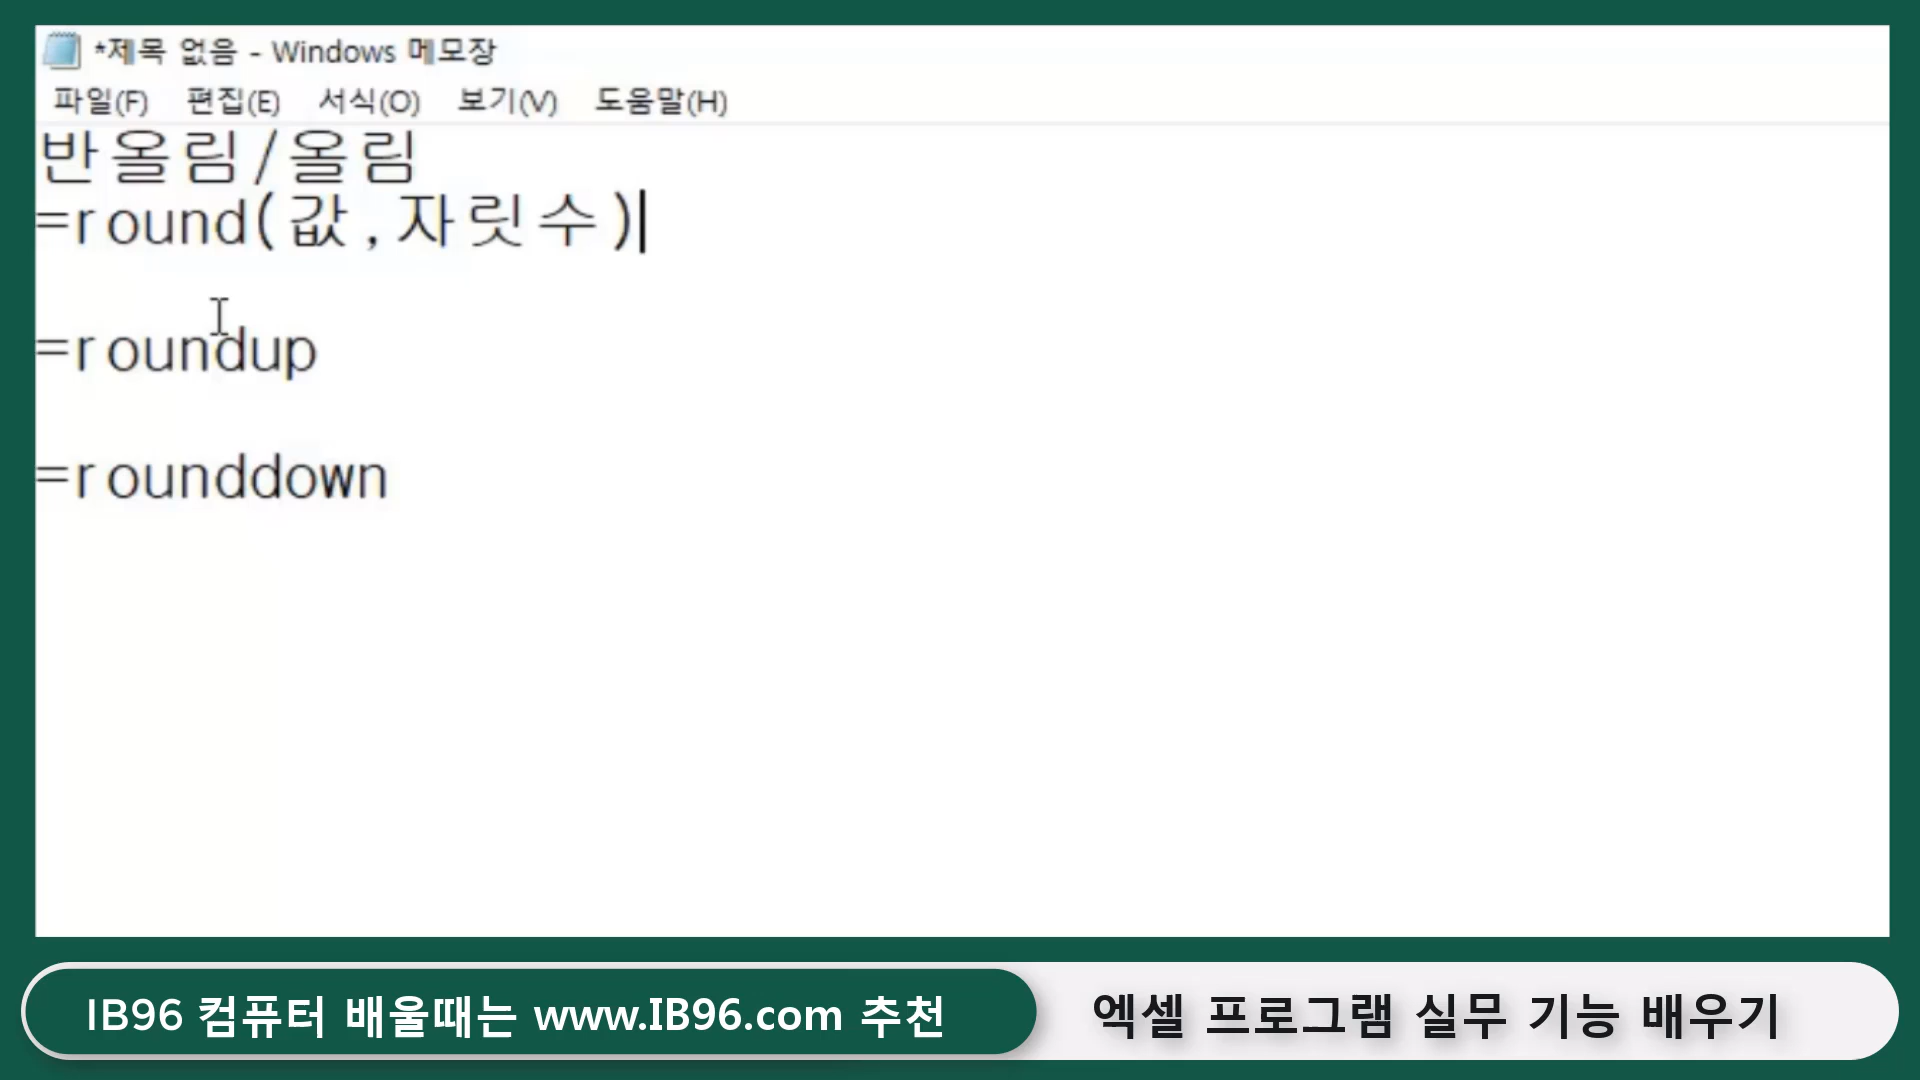 *제목 없음 - Windows 메모장
파일(F) 편집(E) 서식(O) 보기(V) 도움말(H)
반올림/올림
=round(값,자릿수)
=roundup
=rounddown
IB96 컴퓨터 배울때는 www.IB96.com 추천
엑셀 프로그램 실무 기능 배우기